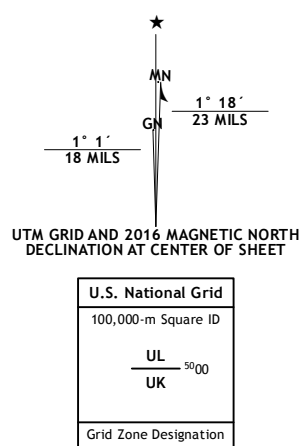 ★
MN
1° 18´
23 MILS
GN
1° 1´
18 MILS
UTM GRID AND 2016 MAGNETIC NORTH
DECLINATION AT CENTER OF SHEET
U.S. National Grid
100,000-m Square ID
UL
5000
UK
Grid Zone Designation